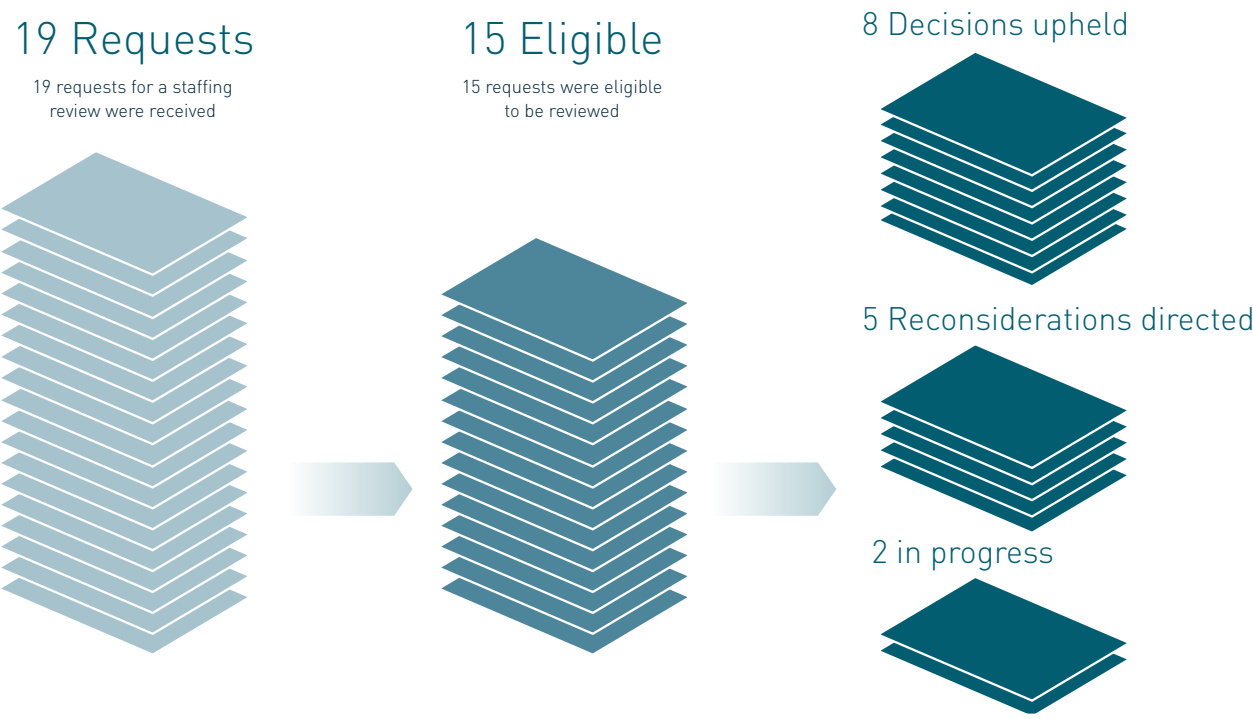 19 Requests
19 requests for a staffing
review were received
15 Eligible
15 requests were eligible
to be reviewed
8 Decisions upheld
5 Reconsiderations directed
2 in progress